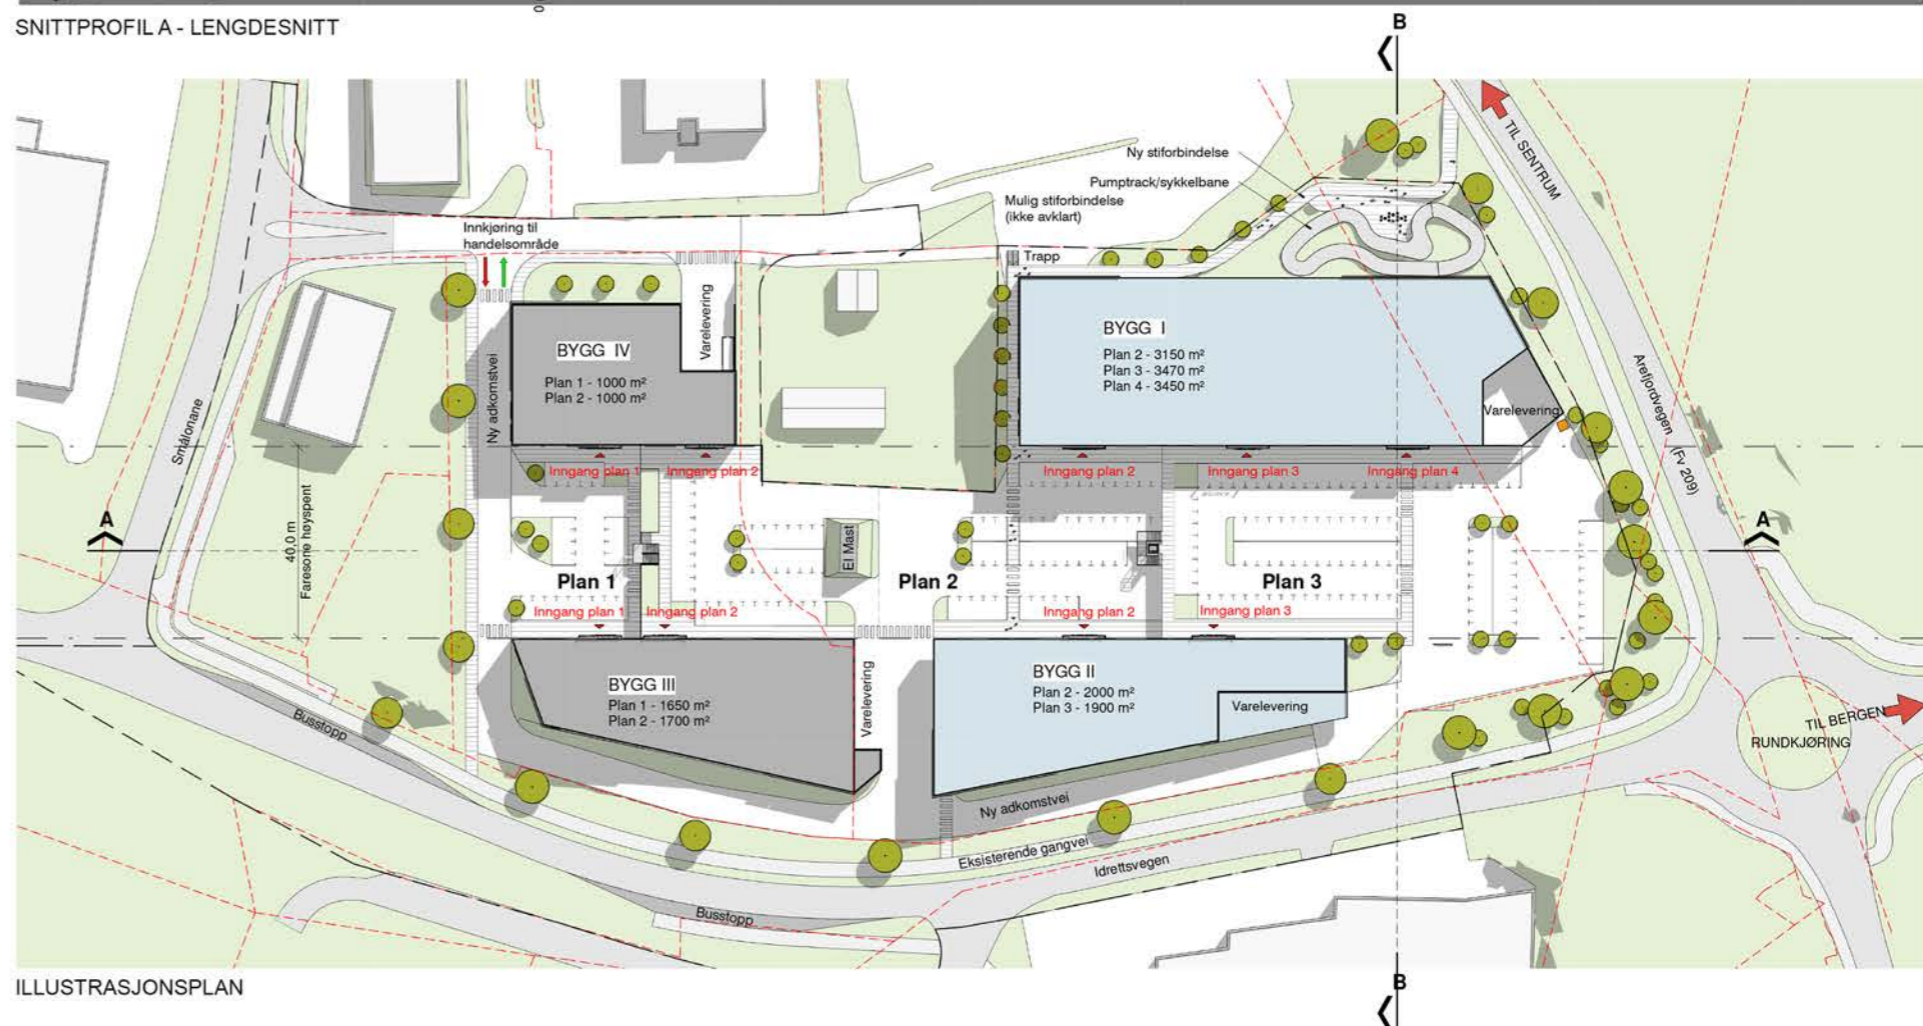 SNITTPROFIL A - LENGDESNITT
B
TIL SENTRUM
Ny stiforbindelse
Pumptrack/sykkelbane
Mulig stiforbindelse
(ikke avklart)
Innkjøring til
handelsområde
Trapp
Varelevering
BYGG I
Plan 2 - 3150 m²
Plan 3 - 3470 m²
Plan 4 - 3450 m²
BYGG IV
Plan 1 - 1000 m²
Plan 2 - 1000 m²
Ny adkomstvei
Smålonane
Varelevering
Arefjordvegen
(Fv 209)
Inngang plan 1
Inngang plan 2
Inngang plan 2
Inngang plan 3
Inngang plan 4
A
40,0 m
Faresone høyspent
El Mast
A
Plan 1
Plan 2
Plan 3
Inngang plan 1
Inngang plan 2
Inngang plan 2
Inngang plan 3
BYGG III
Plan 1 - 1650 m²
Plan 2 - 1700 m²
Varelevering
BYGG II
Plan 2 - 2000 m²
Plan 3 - 1900 m²
Varelevering
Busstopp
TIL BERGEN
RUNDKJØRING
Ny adkomstvei
Eksisterende gangvei
Idrettsvegen
Busstopp
ILLUSTRASJONSPLAN
B